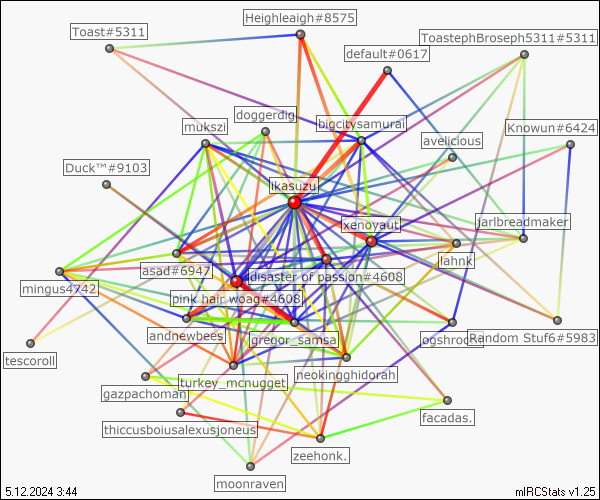 Heighleaigh#8575
Toast#5311
ToastephBroseph5311#5311
default#0617
doggerdig
bigcitysamurai
mukszi
Knowun#6424
avelicious
Duck™#9103
ikasuzu
xenoyaut
jarlbreadmaker
lahnk
asad#6947
disaster of passion#4608
mingus4742
pink hair woag#4608
andnewbees
gregor_samsa
Random Stuf6#5983
tescoroll
neokingghidorah
turkey_mcnugget
gazpachoman
facadas.
thiccusboiusalexusjoneus
zeehonk.
moonraven
5.12.2024 3:44
mIRCStats v1.25